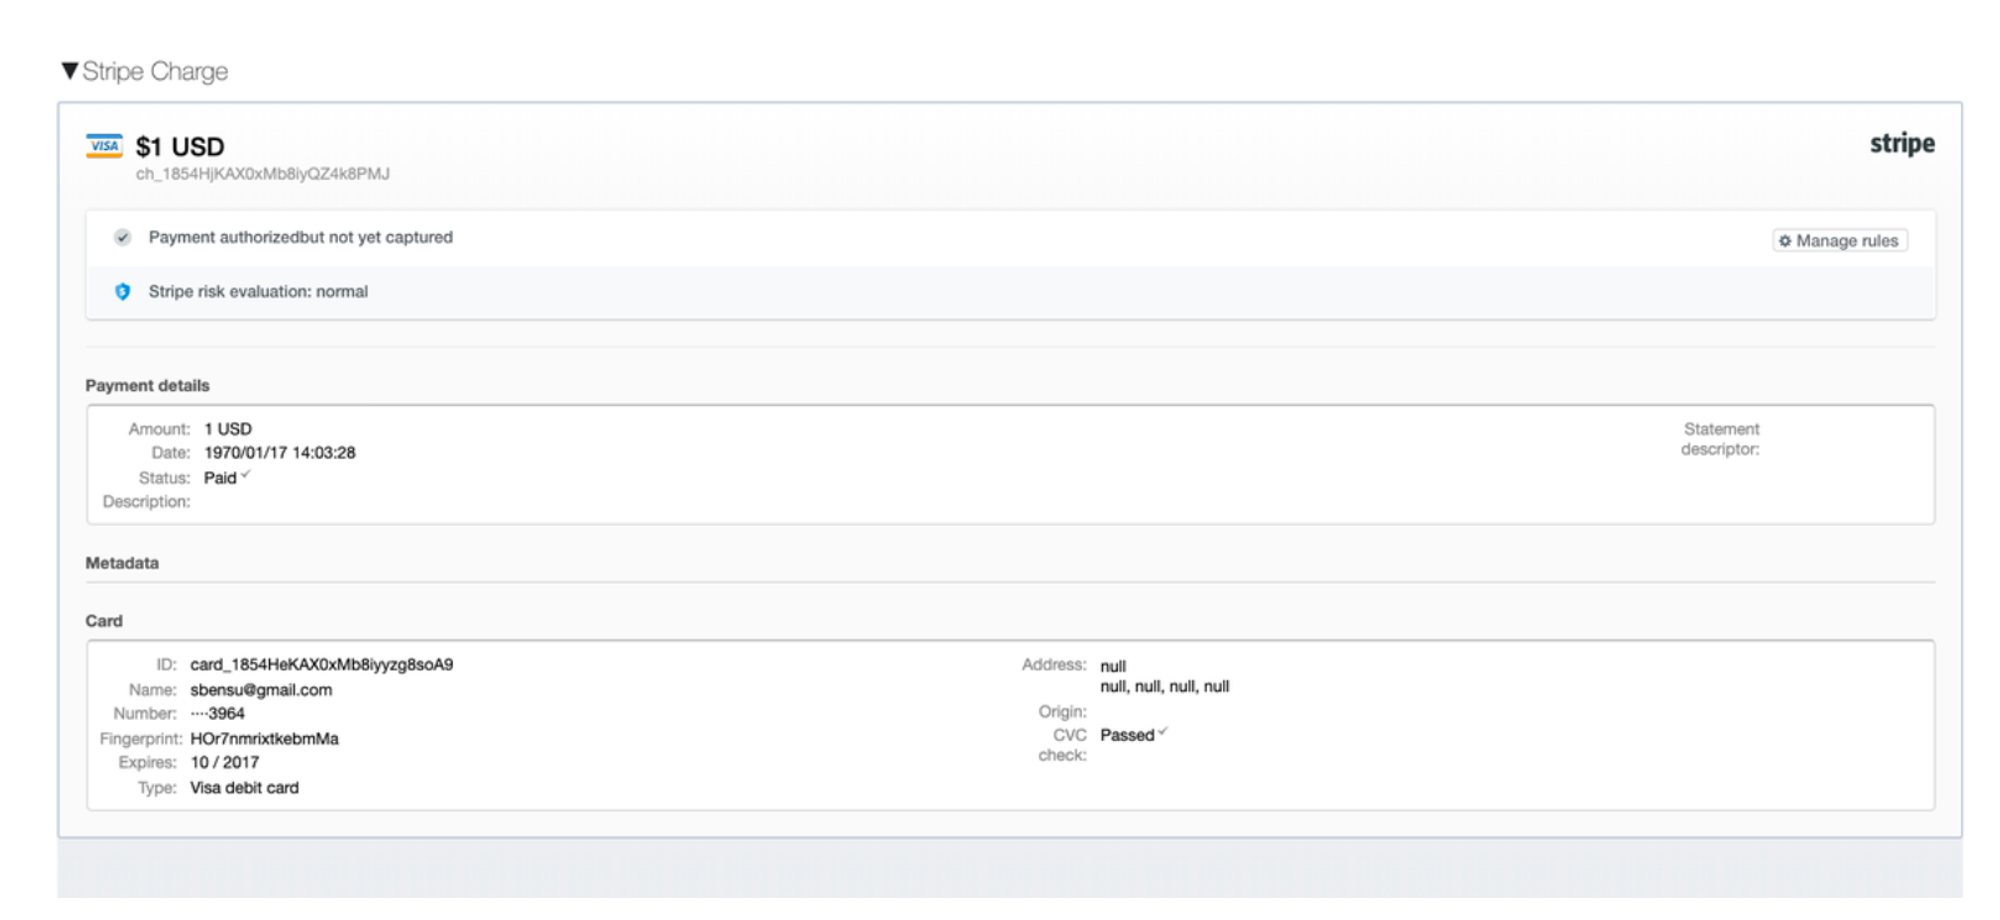 ▼Stripe Charge
VISA $1 USD
stripe
ch_1854HjKAX0xMb8iyQZ4k8PMJ
Payment authorizedbut not yet captured
Manage rules
Stripe risk evaluation: normal
Payment details
Amount: 1 USD
Date: 1970/01/17 14:03:28
Status: Paid ✓
Description:
Statement
descriptor:
Metadata
Card
ID: card_1854HeKAX0xMb8iyyzg8soA9
Name: sbensu@gmail.com
Number: ····3964
Fingerprint: HOr7nmrixtkebmMa
Expires: 10 / 2017
Type: Visa debit card
Address: null
null, null, null, null
Origin:
CVC Passed ✓
check: